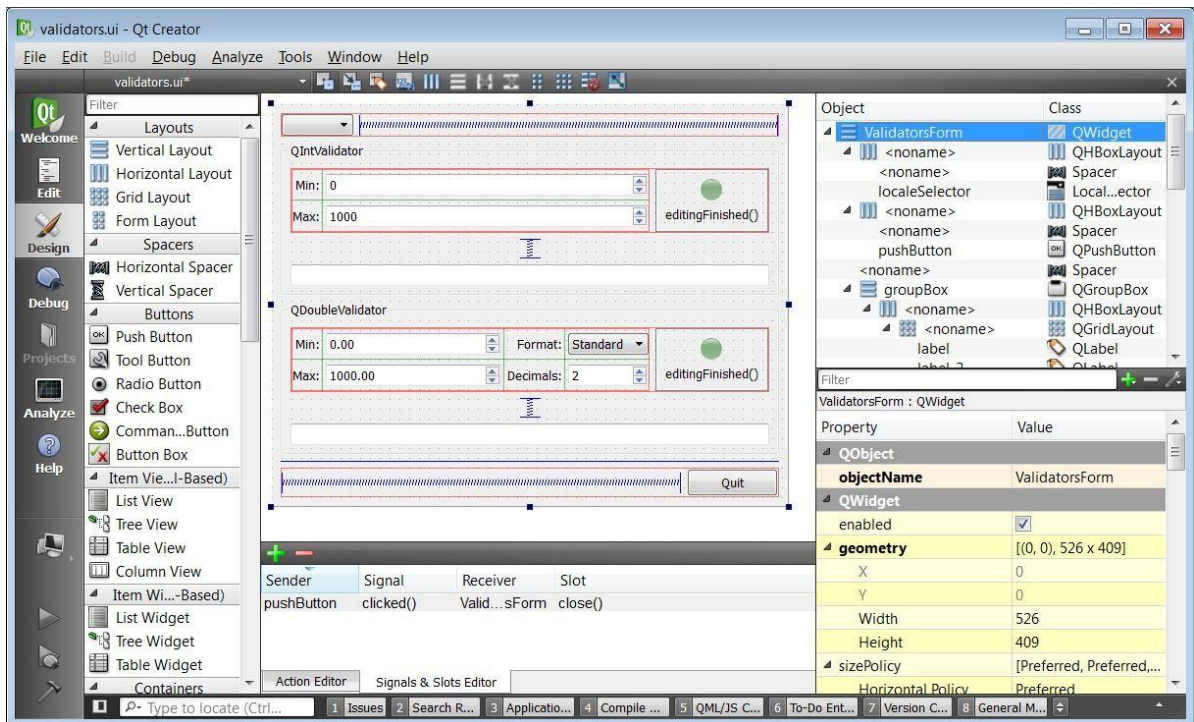 validators.ui - Qt Creator
File Edit Build Debug Analyze Tools Window Help
validators.ui*
Welcome
Edit
Design
Debug
Projects
Analyze
Help
Filter
Layouts
Vertical Layout
Horizontal Layout
Grid Layout
Form Layout
Spacers
Horizontal Spacer
Vertical Spacer
Buttons
Push Button
Tool Button
Radio Button
Check Box
Comman...Button
Button Box
Item Vie...l-Based)
List View
Tree View
Table View
Column View
Item Wi...-Based)
List Widget
Tree Widget
Table Widget
Containers
QIntValidator
Min: 0
Max: 1000
editingFinished()
QDoubleValidator
Min: 0.00 Format: Standard
Max: 1000.00 Decimals: 2
editingFinished()
Quit
Sender Signal Receiver Slot
pushButton clicked() Valid...sForm close()
Action Editor Signals & Slots Editor
Object Class
ValidatorsForm QWidget
<noname> QHBoxLayout
<noname> Spacer
localeSelector Local...ector
<noname> QHBoxLayout
<noname> Spacer
pushButton QPushButton
<noname> Spacer
groupBox QGroupBox
<noname> QHBoxLayout
<noname> QGridLayout
label QLabel
label_2 QLabel
Filter
ValidatorsForm : QWidget
Property Value
QObject
objectName ValidatorsForm
QWidget
enabled
geometry [(0, 0), 526 x 409]
X 0
Y 0
Width 526
Height 409
sizePolicy [Preferred, Preferred,...
Horizontal Policy Preferred
Type to locate (Ctrl... 1 Issues 2 Search R... 3 Applicatio... 4 Compile ... 5 QML/JS C... 6 To-Do Ent... 7 Version C... 8 General M...